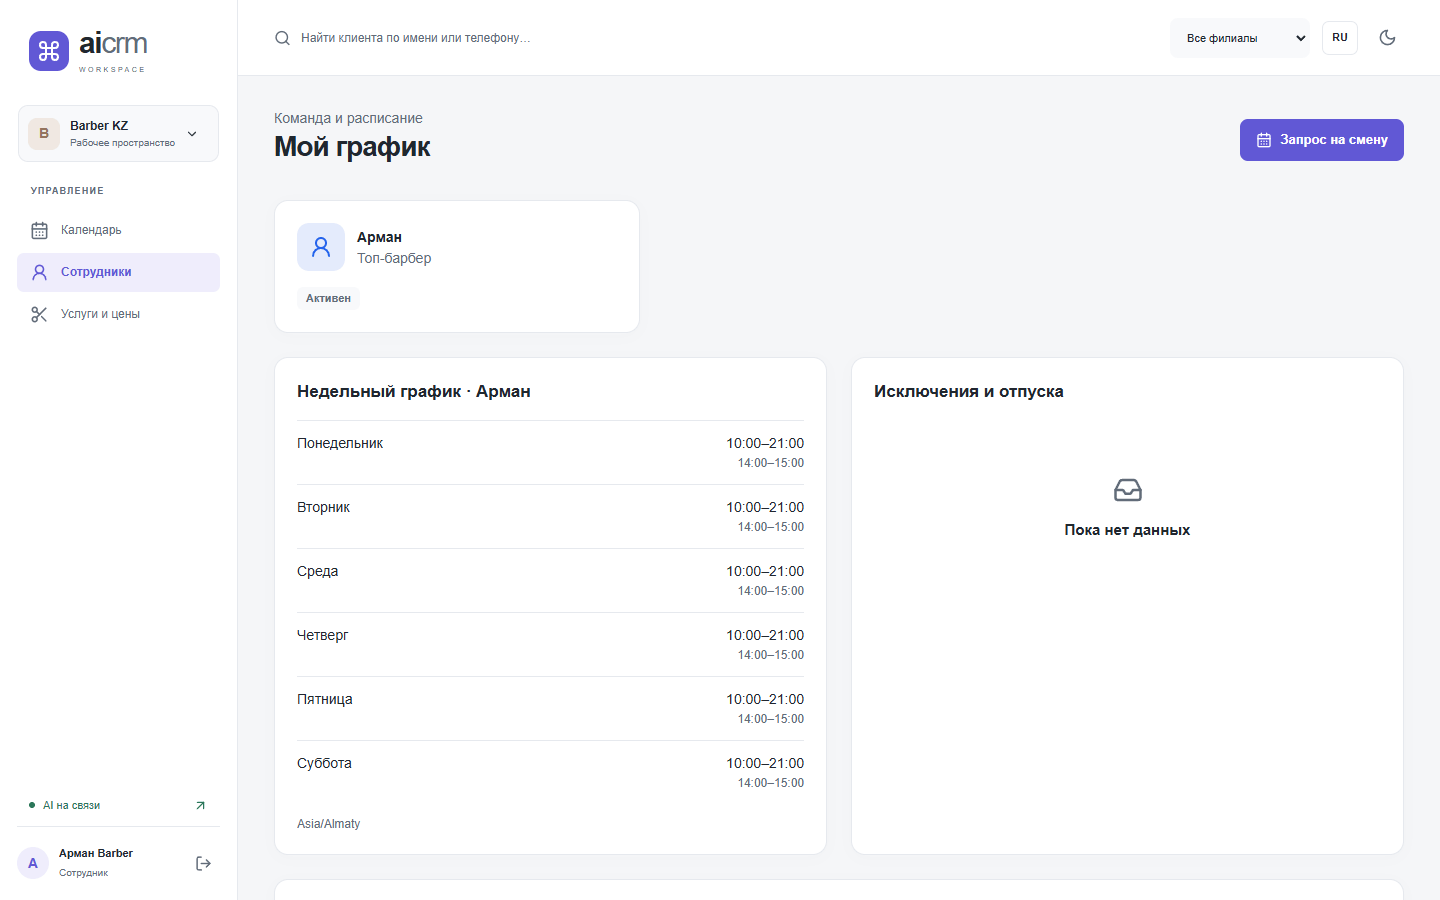 aicrm
WORKSPACE
B
Barber KZ
Рабочее пространство
УПРАВЛЕНИЕ
Календарь
Сотрудники
Услуги и цены
AI на связи
A
Арман Barber
Сотрудник
Найти клиента по имени или телефону...
Все филиалы
RU
Команда и расписание
Мой график
Запрос на смену
Арман
Топ-барбер
Активен
Недельный график · Арман
Понедельник 10:00–21:00
14:00–15:00
Вторник 10:00–21:00
14:00–15:00
Среда 10:00–21:00
14:00–15:00
Четверг 10:00–21:00
14:00–15:00
Пятница 10:00–21:00
14:00–15:00
Суббота 10:00–21:00
14:00–15:00
Asia/Almaty
Исключения и отпуска
Пока нет данных